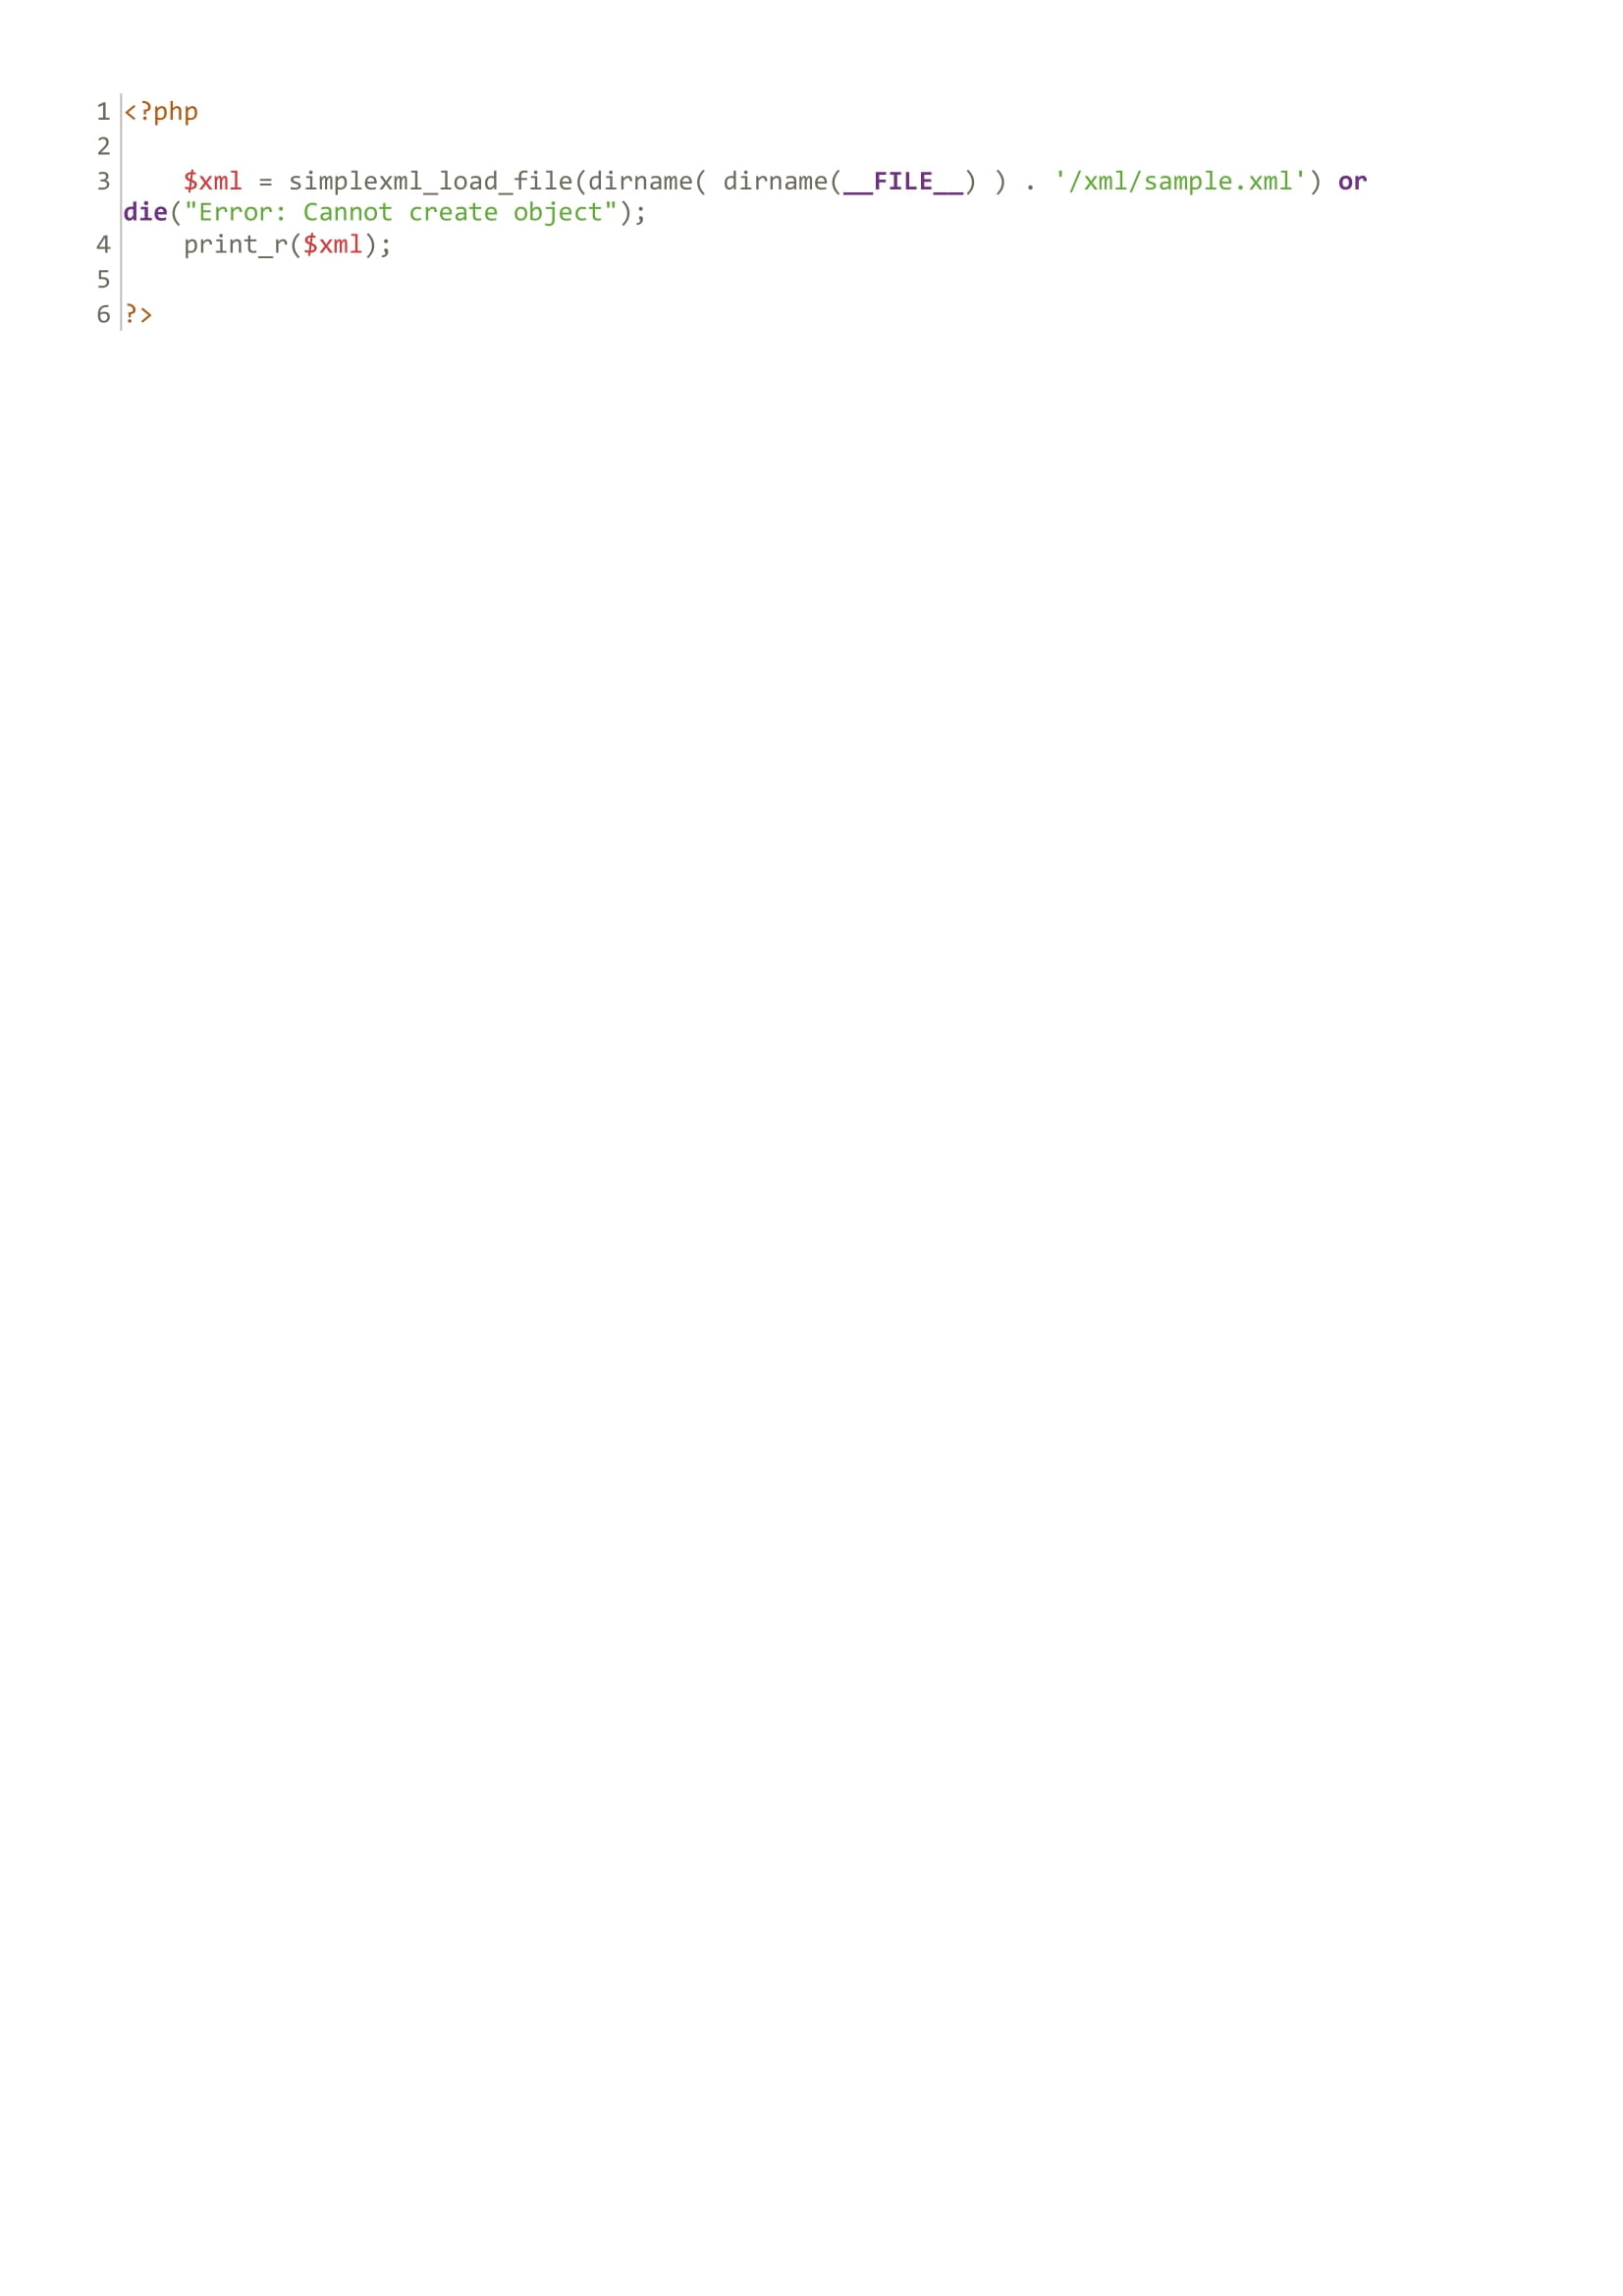 1 <?php
2
3     $xml = simplexml_load_file(dirname( dirname(__FILE__) ) . '/xml/sample.xml') or
die("Error: Cannot create object");
4     print_r($xml);
5
6 ?>